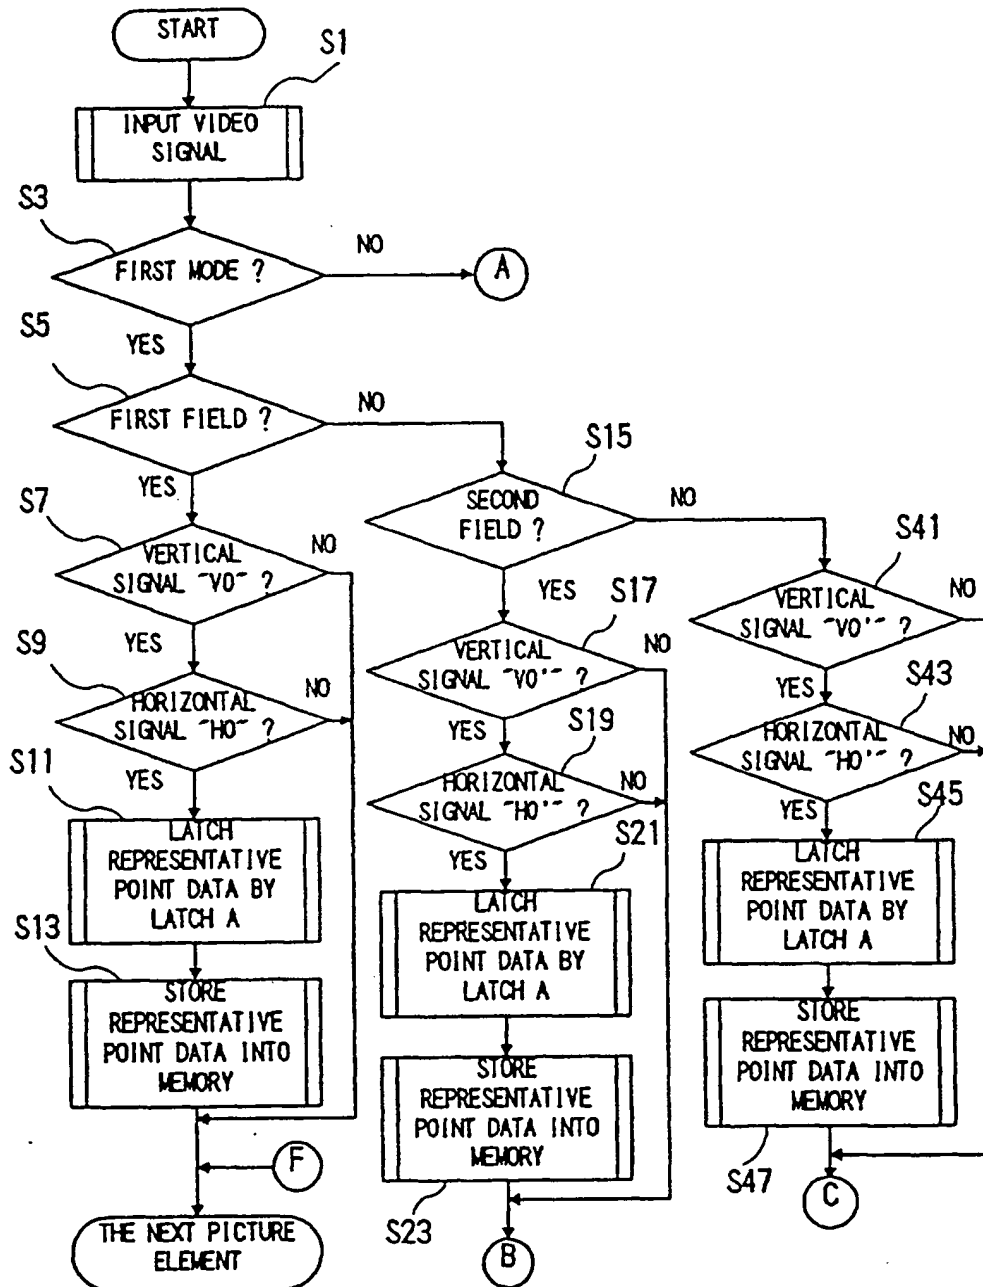 START
S1
INPUT VIDEO
SIGNAL
S3
FIRST MODE ?
NO
A
YES
S5
FIRST FIELD ?
NO
YES
S7
VERTICAL
SIGNAL "V0" ?
NO
YES
S9
HORIZONTAL
SIGNAL "H0" ?
NO
YES
S11
LATCH
REPRESENTATIVE
POINT DATA BY
LATCH A
S13
STORE
REPRESENTATIVE
POINT DATA INTO
MEMORY
F
THE NEXT PICTURE
ELEMENT
S15
SECOND
FIELD ?
NO
YES
S17
VERTICAL
SIGNAL "V0'" ?
NO
YES
S19
HORIZONTAL
SIGNAL "H0'" ?
NO
YES
S21
LATCH
REPRESENTATIVE
POINT DATA BY
LATCH A
STORE
REPRESENTATIVE
POINT DATA INTO
MEMORY
S23
B
S41
VERTICAL
SIGNAL "V0'" ?
NO
YES
S43
HORIZONTAL
SIGNAL "H0'" ?
NO
YES
S45
LATCH
REPRESENTATIVE
POINT DATA BY
LATCH A
STORE
REPRESENTATIVE
POINT DATA INTO
MEMORY
S47
C